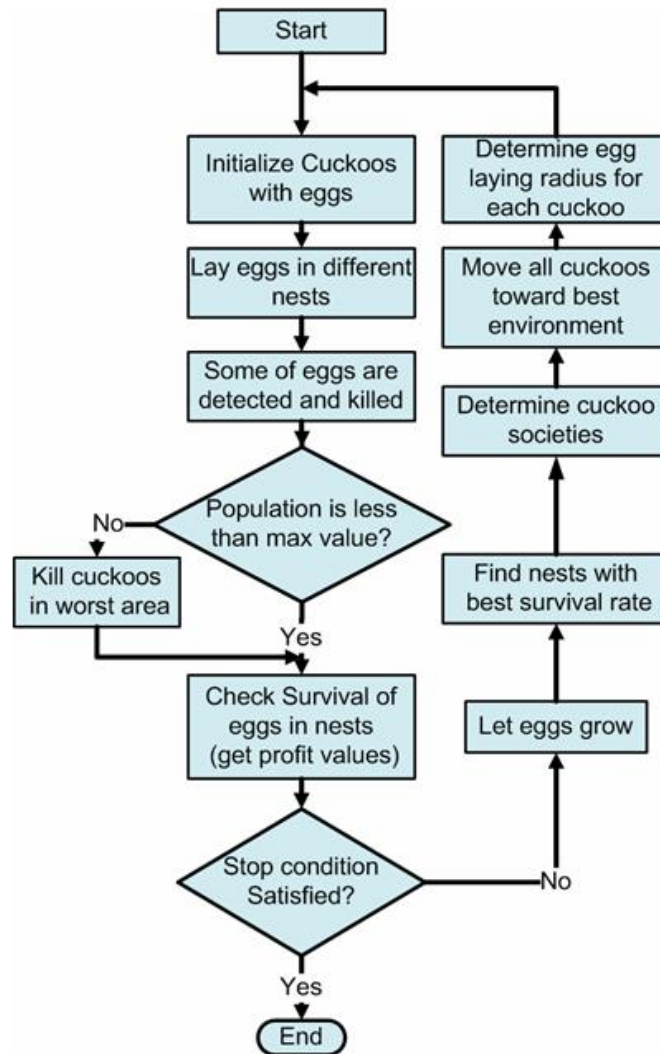 Start
Initialize Cuckoos
with eggs
Lay eggs in different
nests
Some of eggs are
detected and killed
Population is less
than max value?
No
Kill cuckoos
in worst area
Yes
Check Survival of
eggs in nests
(get profit values)
Stop condition
Satisfied?
No
Yes
End
Let eggs grow
Find nests with
best survival rate
Determine cuckoo
societies
Move all cuckoos
toward best
environment
Determine egg
laying radius for
each cuckoo